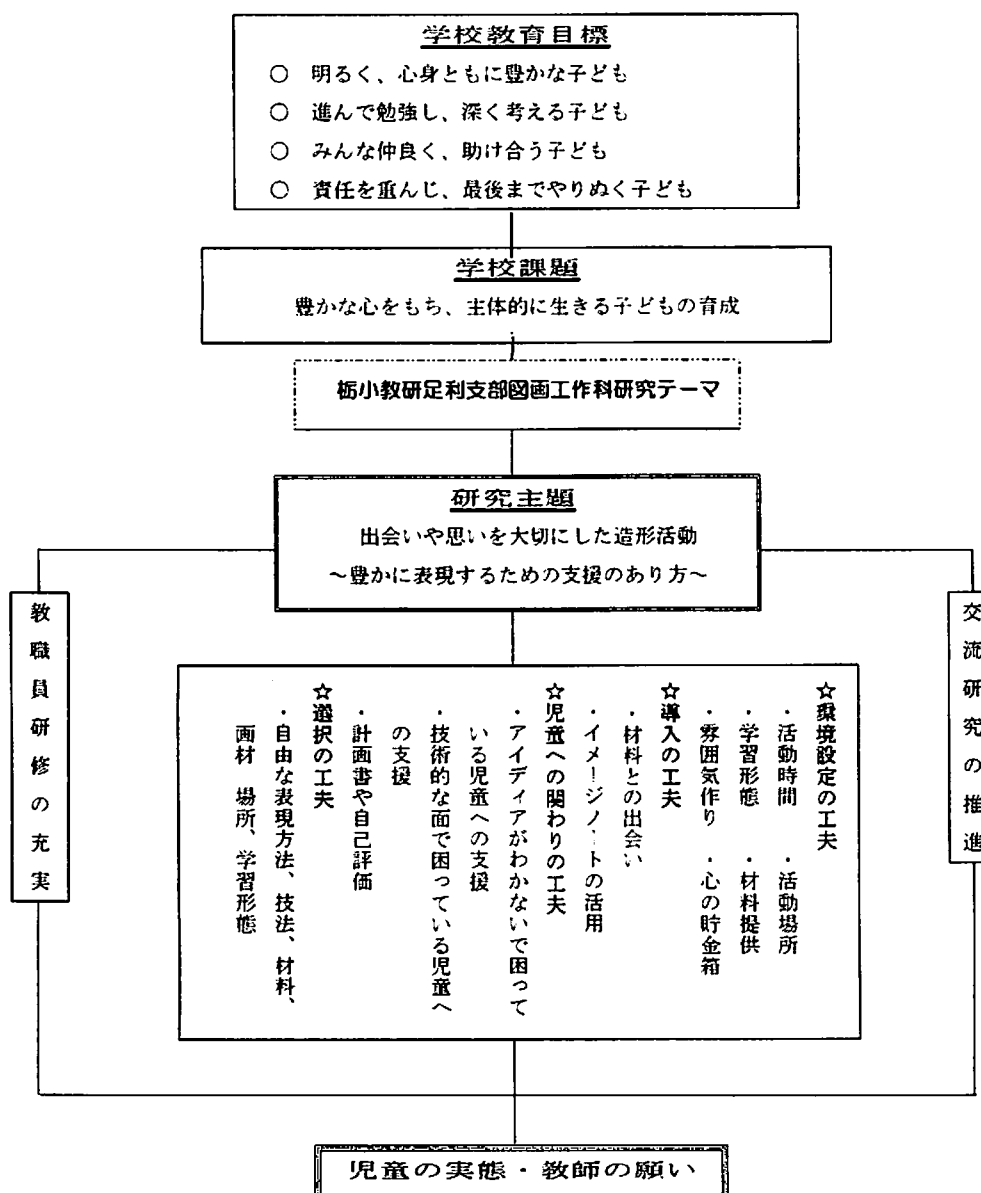 学校教育目標
○ 明るく、心身ともに豊かな子ども
○ 進んで勉強し、深く考える子ども
○ みんな仲良く、助け合う子ども
○ 責任を重んじ、最後までやりぬく子ども
学校課題
豊かな心をもち、主体的に生きる子どもの育成
栃小教研足利支部図画工作科研究テーマ
研究主題
出会いや思いを大切にした造形活動
～豊かに表現するための支援のあり方～
交流研究の推進
☆環境設定の工夫
・活動時間 ・活動場所
・学習形態 ・材料提供
・雰囲気作り ・心の貯金箱
☆導入の工夫
・材料との出会い
・イメージノートの活用
☆児童への関わりの工夫
・アイディアがわかないで困って
いる児童への支援
・技術的な面で困っている児童へ
の支援
・計画書や自己評価
☆選択の工夫
・自由な表現方法、技法、材料、
画材 場所、学習形態
教職員研修の充実
児童の実態・教師の願い